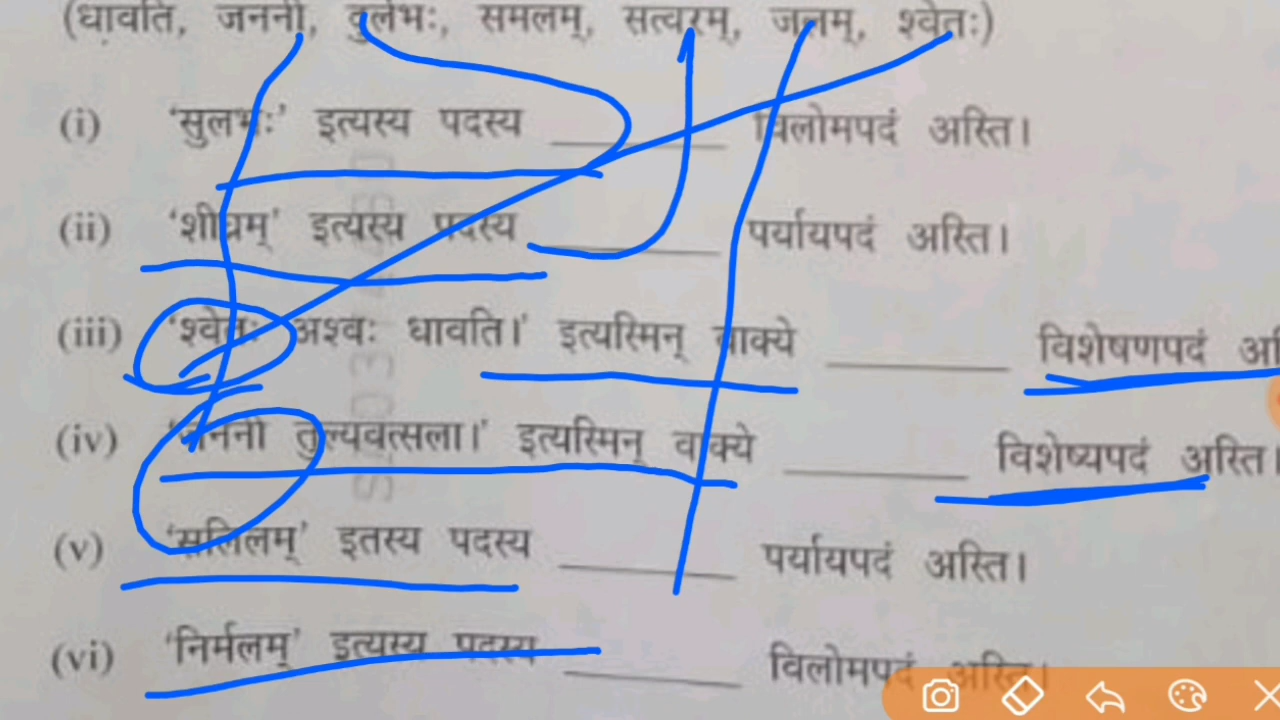 (धावति, जननी, दुर्लभः, समलम्, सत्वरम्, जलम्, श्वेतः)
(i) 'सुलभः' इत्यस्य पदस्य ________ विलोमपदं अस्ति।
(ii) 'शीघ्रम्' इत्यस्य पदस्य ________ पर्यायपदं अस्ति।
(iii) 'श्वेतः अश्वः धावति।' इत्यस्मिन् वाक्ये ________ विशेषणपदं
(iv) 'जननी तुल्यवत्सला।' इत्यस्मिन् वाक्ये ________ विशेष्यपदं अस्ति।
(v) 'सलिलम्' इतस्य पदस्य ________ पर्यायपदं अस्ति।
(vi) 'निर्मलम्' इत्यस्य पदस्य ________ विलोमपदं अस्ति।